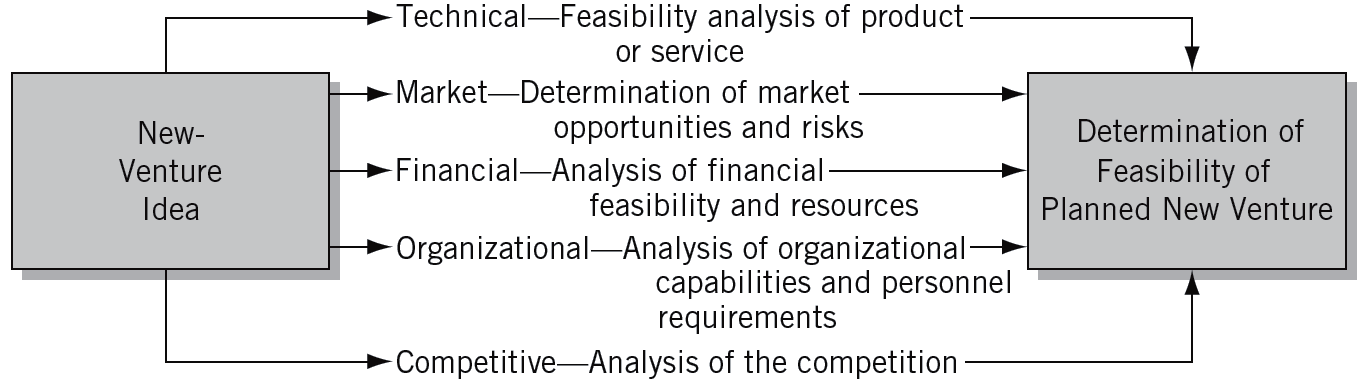 New-
Venture
Idea
Technical—Feasibility analysis of product
or service
Market—Determination of market
opportunities and risks
Financial—Analysis of financial
feasibility and resources
Organizational—Analysis of organizational
capabilities and personnel
requirements
Competitive—Analysis of the competition
Determination of
Feasibility of
Planned New Venture